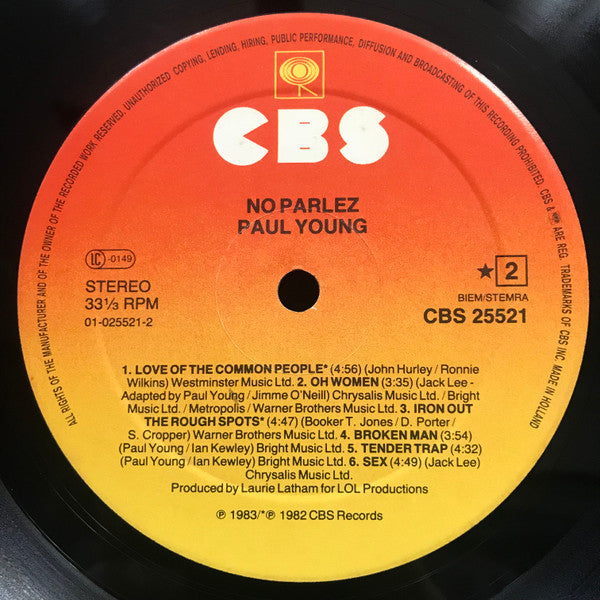 ALL RIGHTS OF THE MANUFACTURER AND OF THE OWNER OF THE RECORDED WORK RESERVED. UNAUTHORIZED COPYING, LENDING, HIRING, PUBLIC PERFORMANCE, DIFFUSION AND BROADCASTING OF THIS RECORDING PROHIBITED. CBS & ARE REG. TRADEMARKS OF CBS INC. MADE IN HOLLAND
CBS
NO PARLEZ
PAUL YOUNG
LC -0149
STEREO
33⅓ RPM
01-025521-2
★ 2
BIEM/STEMRA
CBS 25521
1. LOVE OF THE COMMON PEOPLE* (4:56) (John Hurley / Ronnie
Wilkins) Westminster Music Ltd. 2. OH WOMEN (3:35) (Jack Lee -
Adapted by Paul Young / Jimme O'Neill) Chrysalis Music Ltd. / Bright
Music Ltd. / Metropolis / Warner Brothers Music Ltd. 3. IRON OUT
THE ROUGH SPOTS* (4:47) (Booker T. Jones / D. Porter /
S. Cropper) Warner Brothers Music Ltd. 4. BROKEN MAN (3:54)
(Paul Young / Ian Kewley) Bright Music Ltd. 5. TENDER TRAP (4:32)
(Paul Young / Ian Kewley) Bright Music Ltd. 6. SEX (4:49) (Jack Lee)
Chrysalis Music Ltd.
Produced by Laurie Latham for LOL Productions
℗ 1983/*℗ 1982 CBS Records